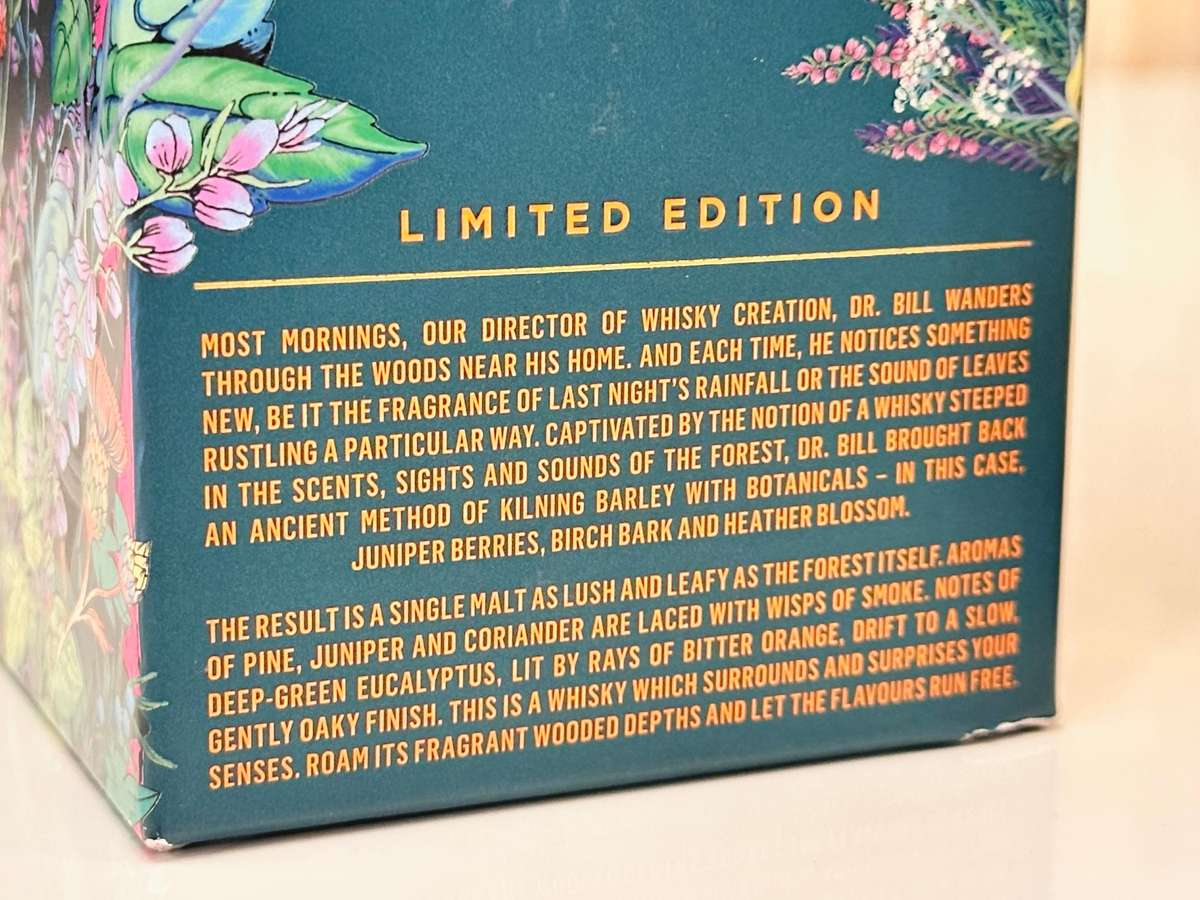 LIMITED EDITION
MOST MORNINGS, OUR DIRECTOR OF WHISKY CREATION, DR. BILL WANDERS
THROUGH THE WOODS NEAR HIS HOME. AND EACH TIME, HE NOTICES SOMETHING
NEW, BE IT THE FRAGRANCE OF LAST NIGHT'S RAINFALL OR THE SOUND OF LEAVES
RUSTLING A PARTICULAR WAY. CAPTIVATED BY THE NOTION OF A WHISKY STEEPED
IN THE SCENTS, SIGHTS AND SOUNDS OF THE FOREST, DR. BILL BROUGHT BACK
AN ANCIENT METHOD OF KILNING BARLEY WITH BOTANICALS – IN THIS CASE,
JUNIPER BERRIES, BIRCH BARK AND HEATHER BLOSSOM.
THE RESULT IS A SINGLE MALT AS LUSH AND LEAFY AS THE FOREST ITSELF. AROMAS
OF PINE, JUNIPER AND CORIANDER ARE LACED WITH WISPS OF SMOKE. NOTES OF
DEEP-GREEN EUCALYPTUS, LIT BY RAYS OF BITTER ORANGE, DRIFT TO A SLOW,
GENTLY OAKY FINISH. THIS IS A WHISKY WHICH SURROUNDS AND SURPRISES YOUR
SENSES. ROAM ITS FRAGRANT WOODED DEPTHS AND LET THE FLAVOURS RUN FREE.